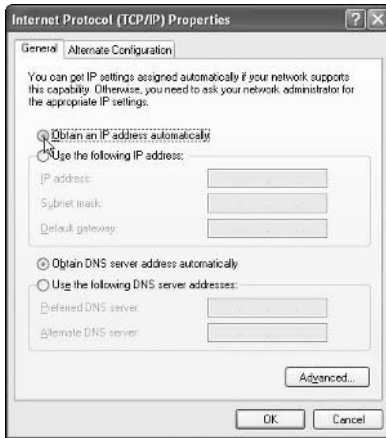 Internet Protocol (TCP/IP) Properties
General Alternate Configuration
You can get IP settings assigned automatically if your network supports
this capability. Otherwise, you need to ask your network administrator for
the appropriate IP settings.
Obtain an IP address automatically
Use the following IP address:
IP address:
Subnet mask:
Default gateway:
Obtain DNS server address automatically
Use the following DNS server addresses:
Preferred DNS server:
Alternate DNS server:
Advanced...
OK Cancel